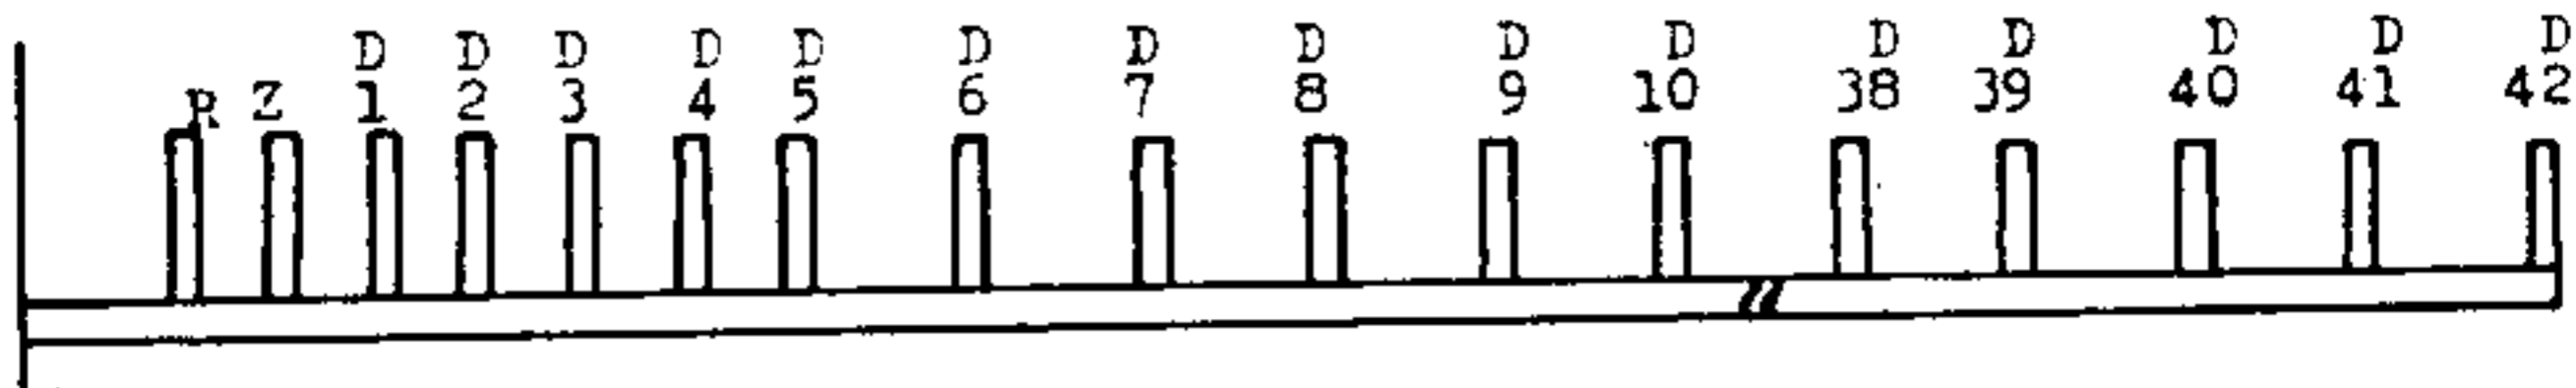 D D D D D D D D D D D D D D D
R Z 1 2 3 4 5 6 7 8 9 10 38 39 40 41 42